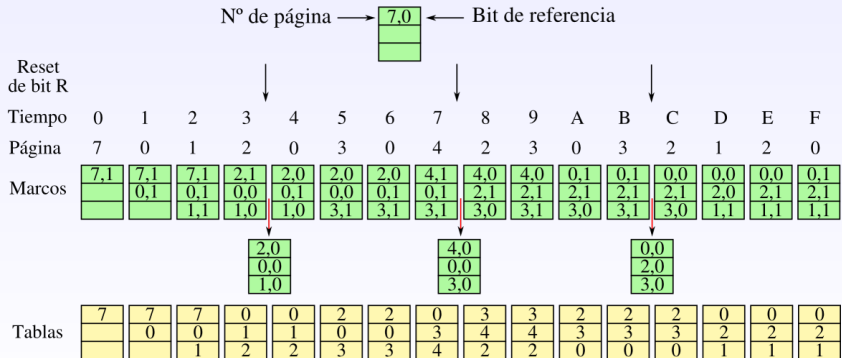 Nº de página 7,0 Bit de referencia
Reset
de bit R
Tiempo 0 1 2 3 4 5 6 7 8 9 A B C D E F
Página 7 0 1 2 0 3 0 4 2 3 0 3 2 1 2 0
7,1 7,1 7,1 2,1 2,0 2,0 2,0 4,1 4,0 4,0 0,1 0,1 0,0 0,0 0,0 0,1
Marcos 0,1 0,1 0,0 0,1 0,0 0,1 0,1 2,1 2,1 2,1 2,1 2,1 2,0 2,1 2,1
1,1 1,0 1,0 3,1 3,1 3,1 3,0 3,1 3,0 3,1 3,0 1,1 1,1 1,1
2,0 4,0 0,0
0,0 0,0 2,0
1,0 3,0 3,0
7 7 7 0 0 2 2 0 3 3 2 2 2 0 0 0
Tablas 0 0 1 1 0 0 3 4 4 3 3 3 2 2 2
1 2 2 3 3 4 2 2 0 0 0 1 1 1